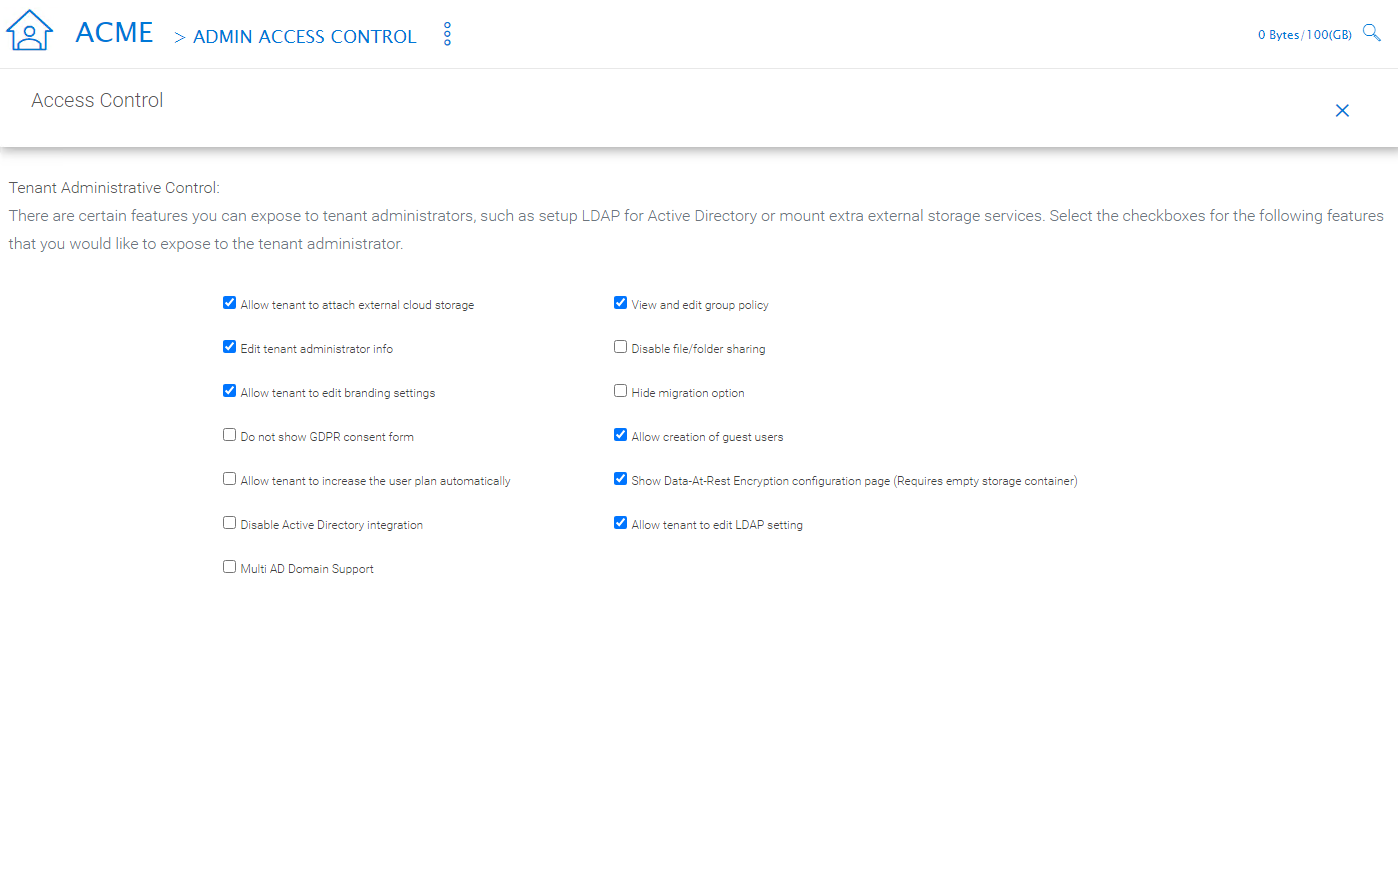 ACME > ADMIN ACCESS CONTROL
0 Bytes/100(GB)
Access Control
Tenant Administrative Control:
There are certain features you can expose to tenant administrators, such as setup LDAP for Active Directory or mount extra external storage services. Select the checkboxes for the following features
that you would like to expose to the tenant administrator.
Allow tenant to attach external cloud storage
View and edit group policy
Edit tenant administrator info
Disable file/folder sharing
Allow tenant to edit branding settings
Hide migration option
Do not show GDPR consent form
Allow creation of guest users
Allow tenant to increase the user plan automatically
Show Data-At-Rest Encryption configuration page (Requires empty storage container)
Disable Active Directory integration
Allow tenant to edit LDAP setting
Multi AD Domain Support